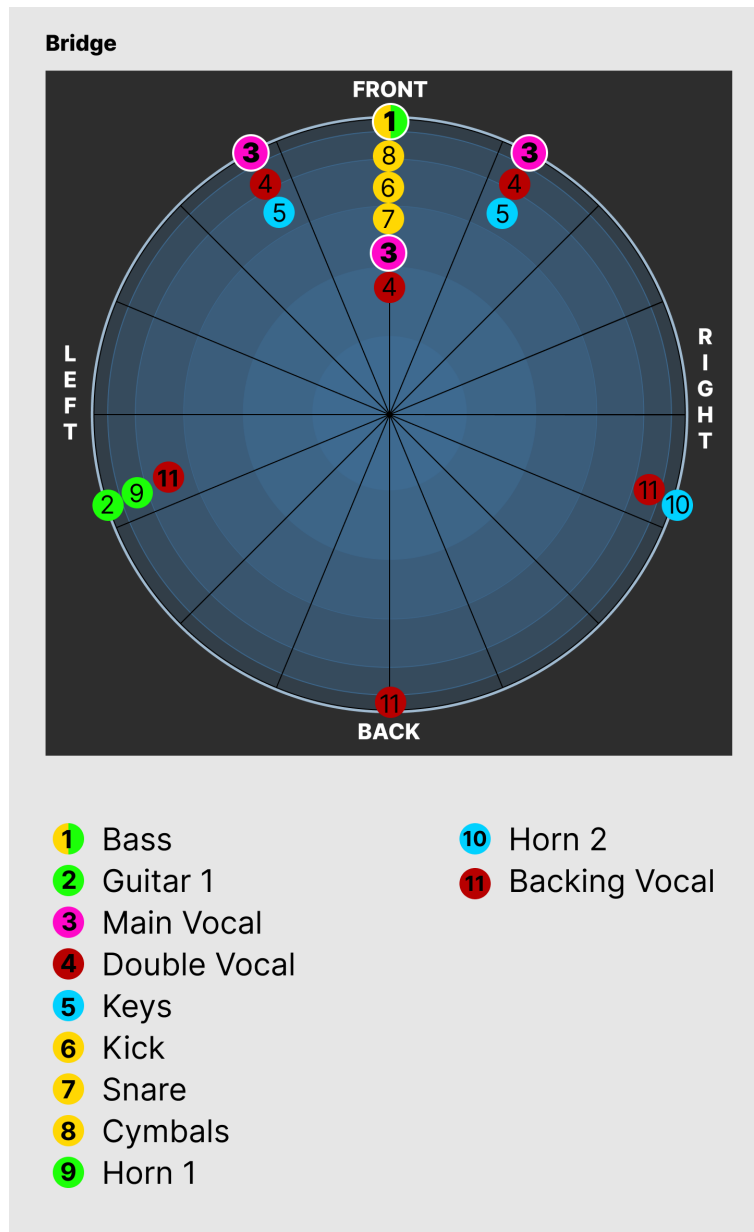 Bridge
FRONT
1
3 3
8
4 4
6
5 5
7
3
4
LEFT
RIGHT
11
9
2
11
10
11
BACK
1 Bass
2 Guitar 1
3 Main Vocal
4 Double Vocal
5 Keys
6 Kick
7 Snare
8 Cymbals
9 Horn 1
10 Horn 2
11 Backing Vocal